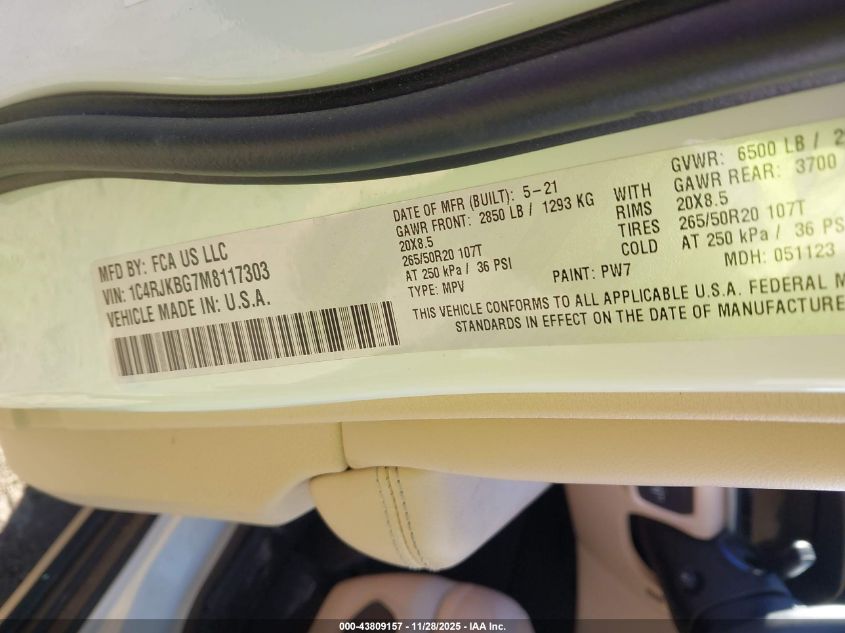 MFD BY: FCA US LLC
VIN: 1C4RJKBG7M8117303
VEHICLE MADE IN: U.S.A.
DATE OF MFR (BUILT): 5-21
GAWR FRONT: 2850 LB / 1293 KG
20X8.5
265/50R20 107T
AT 250 kPa / 36 PSI
TYPE: MPV
WITH
RIMS
TIRES
COLD
PAINT: PW7
GVWR: 6500 LB / 2
GAWR REAR: 3700
20X8.5
265/50R20 107T
AT 250 kPa / 36 PS
MDH: 051123
THIS VEHICLE CONFORMS TO ALL APPLICABLE U.S.A. FEDERAL M
STANDARDS IN EFFECT ON THE DATE OF MANUFACTURE
000-43809157 - 11/28/2025 - IAA Inc.